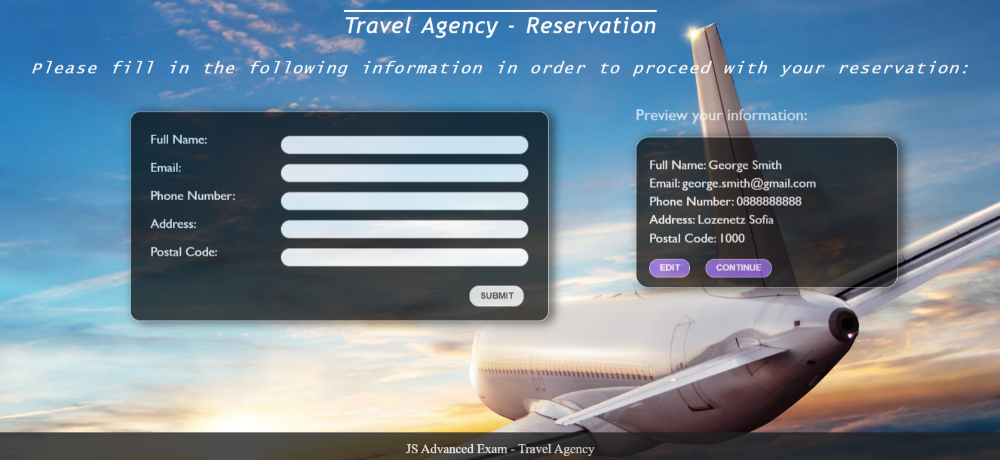 Travel Agency - Reservation
Please fill in the following information in order to proceed with your reservation:
Full Name:
Email:
Phone Number:
Address:
Postal Code:
SUBMIT
Preview your information:
Full Name: George Smith
Email: george.smith@gmail.com
Phone Number: 0888888888
Address: Lozenetz Sofia
Postal Code: 1000
EDIT CONTINUE
JS Advanced Exam - Travel Agency